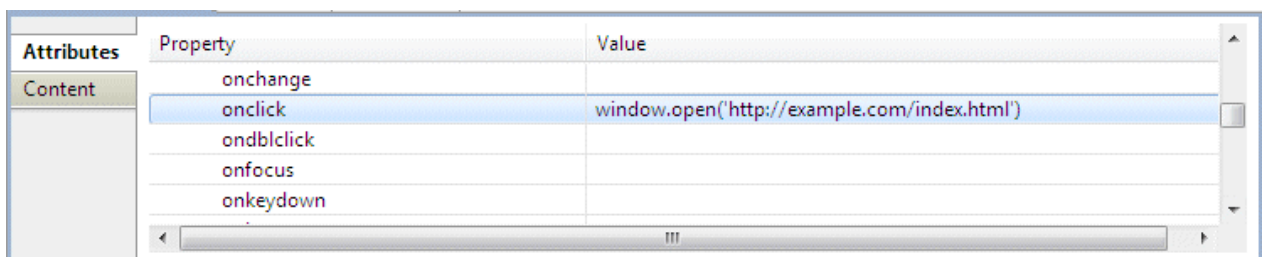 Attributes
Content
Property Value
onchange
onclick window.open('http://example.com/index.html')
ondblclick
onfocus
onkeydown